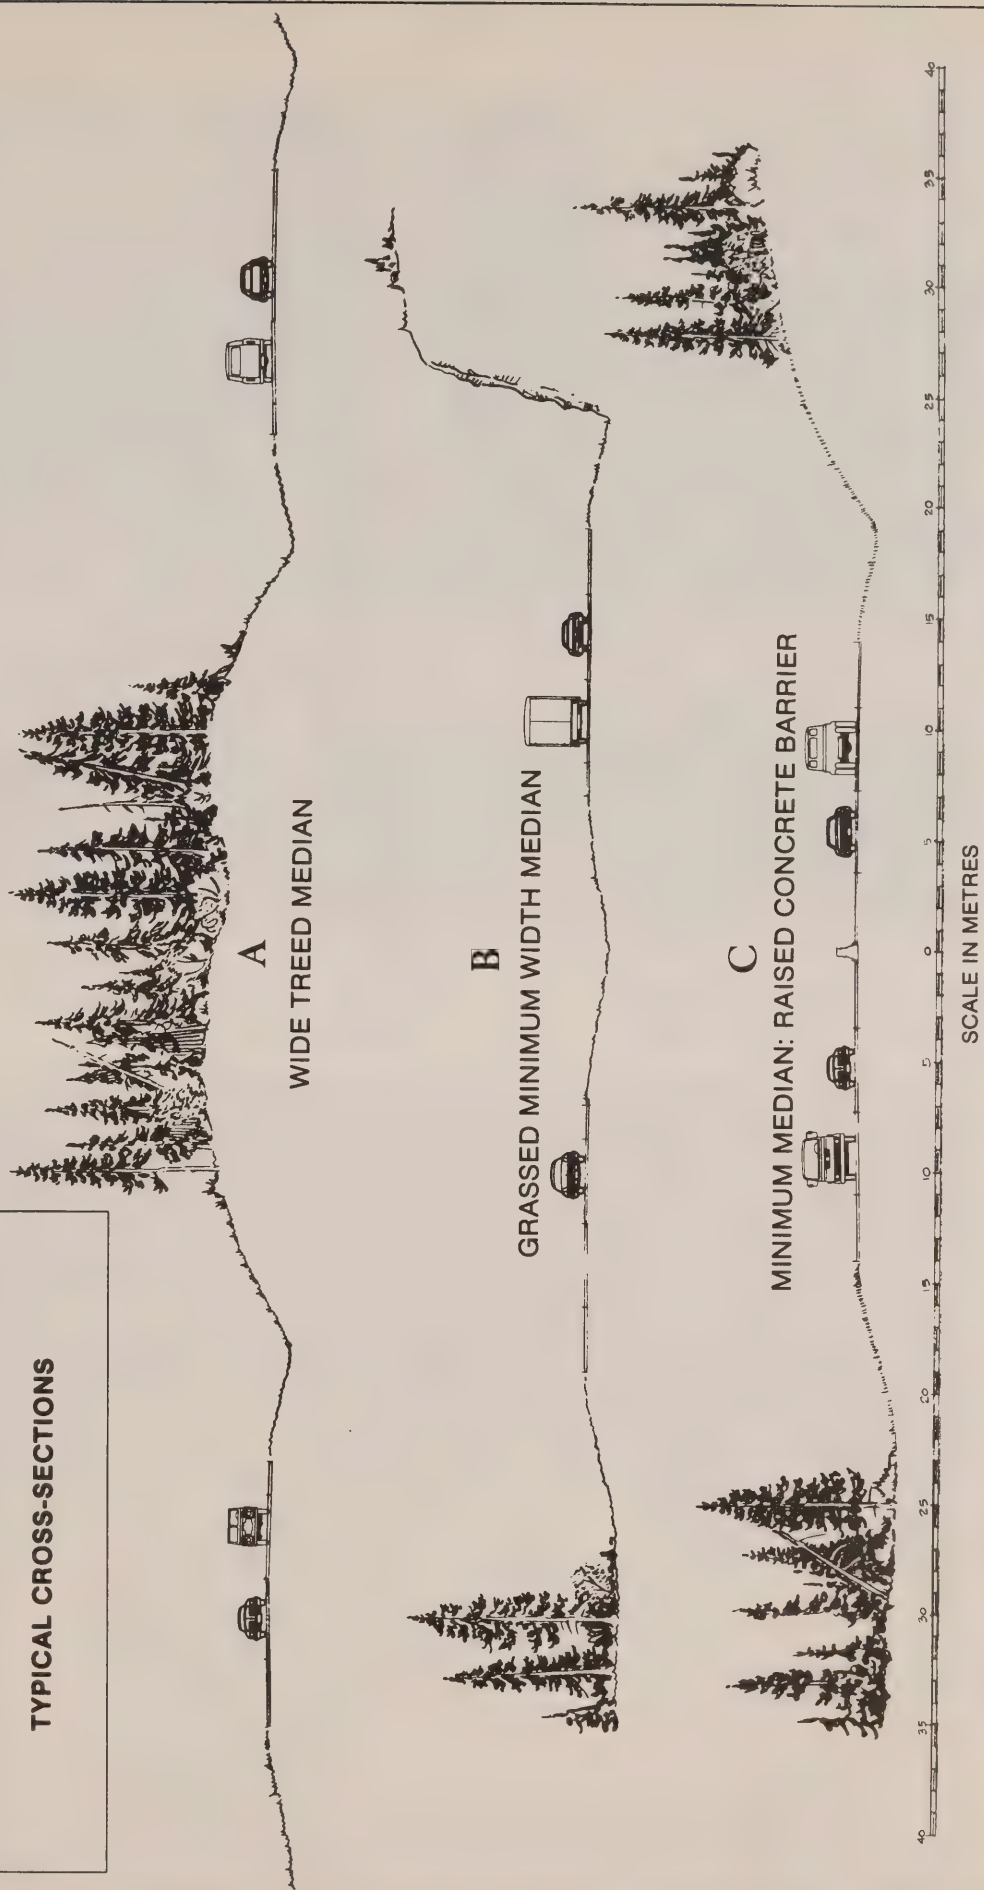 TYPICAL CROSS-SECTIONS
A
WIDE TREED MEDIAN
B
GRASSED MINIMUM WIDTH MEDIAN
C
MINIMUM MEDIAN: RAISED CONCRETE BARRIER
40 35 30 25 20 15 10 5 0 5 10 15 20 25 30 35 40
SCALE IN METRES